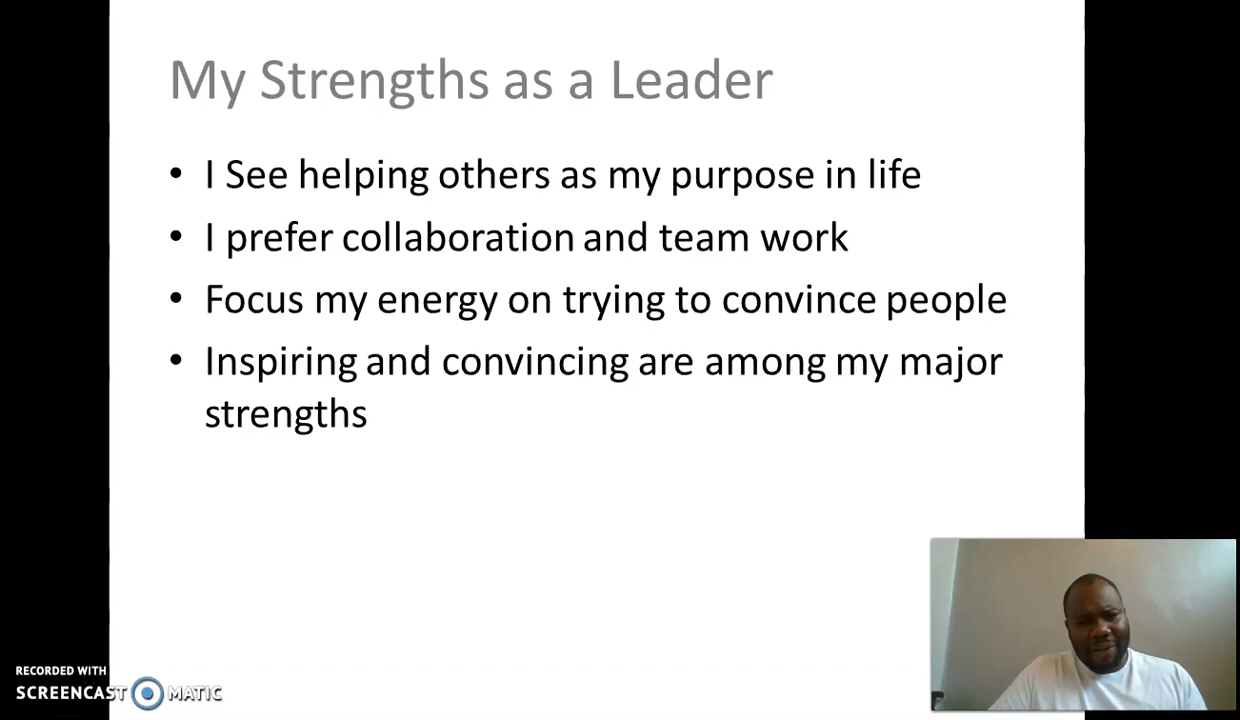 My Strengths as a Leader
• I See helping others as my purpose in life
• I prefer collaboration and team work
• Focus my energy on trying to convince people
• Inspiring and convincing are among my major
strengths
RECORDED WITH
SCREENCAST MATIC